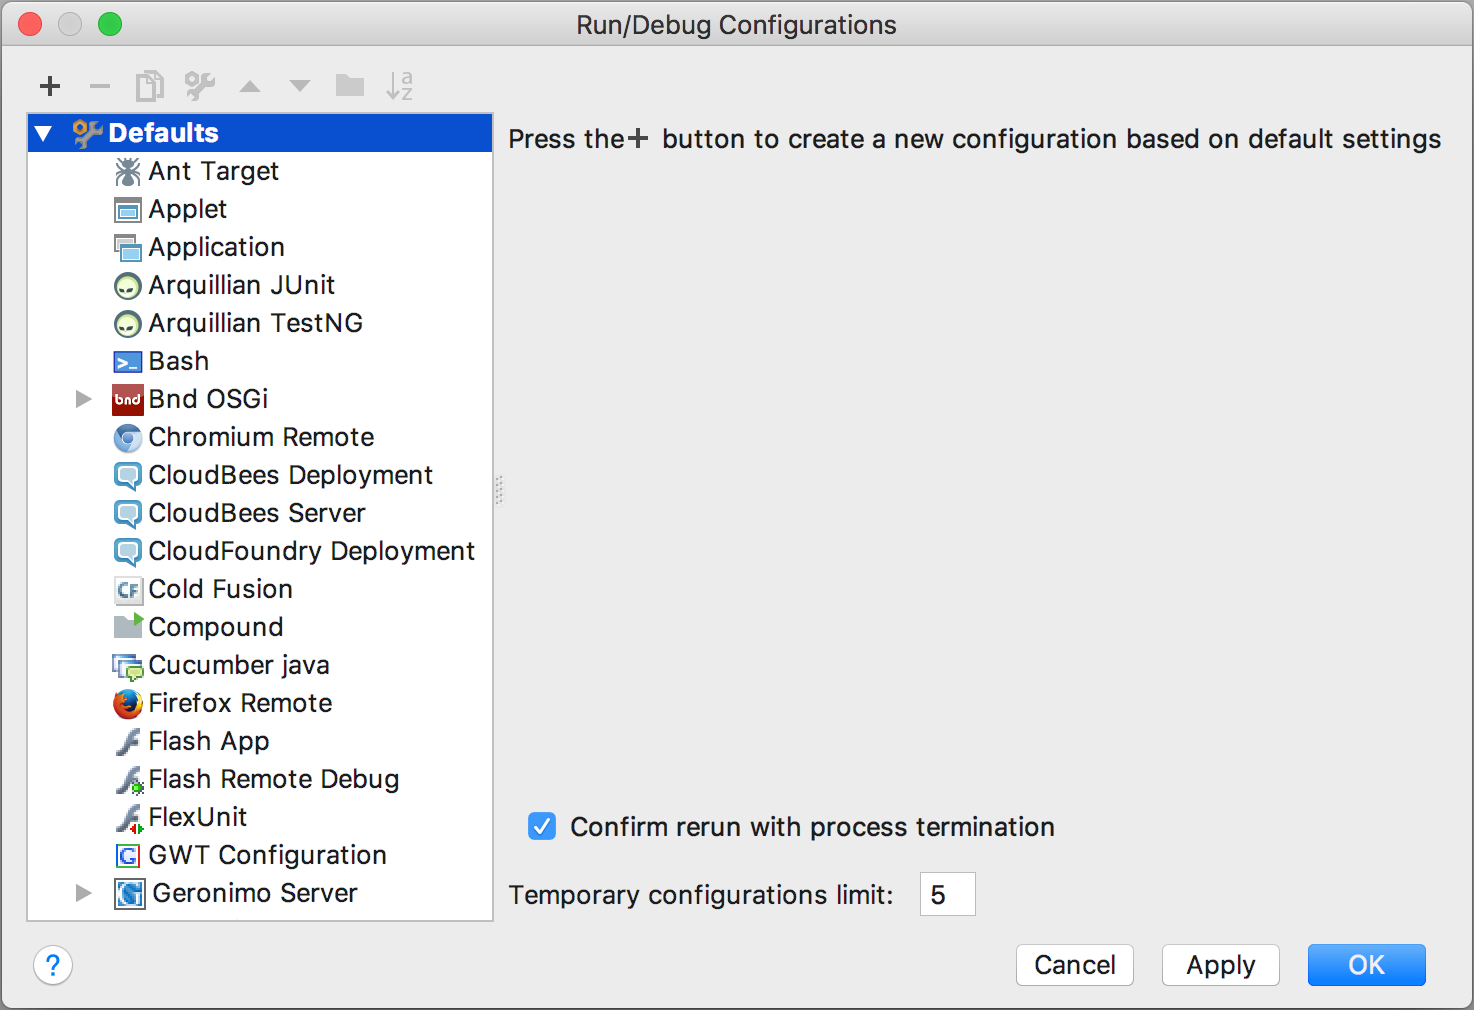 Run/Debug Configurations
a
z
Defaults
Press the + button to create a new configuration based on default settings
Ant Target
Applet
Application
Arquillian JUnit
Arquillian TestNG
>_ Bash
bnd Bnd OSGi
Chromium Remote
CloudBees Deployment
CloudBees Server
CloudFoundry Deployment
CF Cold Fusion
Compound
Cucumber java
Firefox Remote
Flash App
Flash Remote Debug
FlexUnit
Confirm rerun with process termination
G GWT Configuration
Geronimo Server
Temporary configurations limit: 5
? Cancel Apply OK